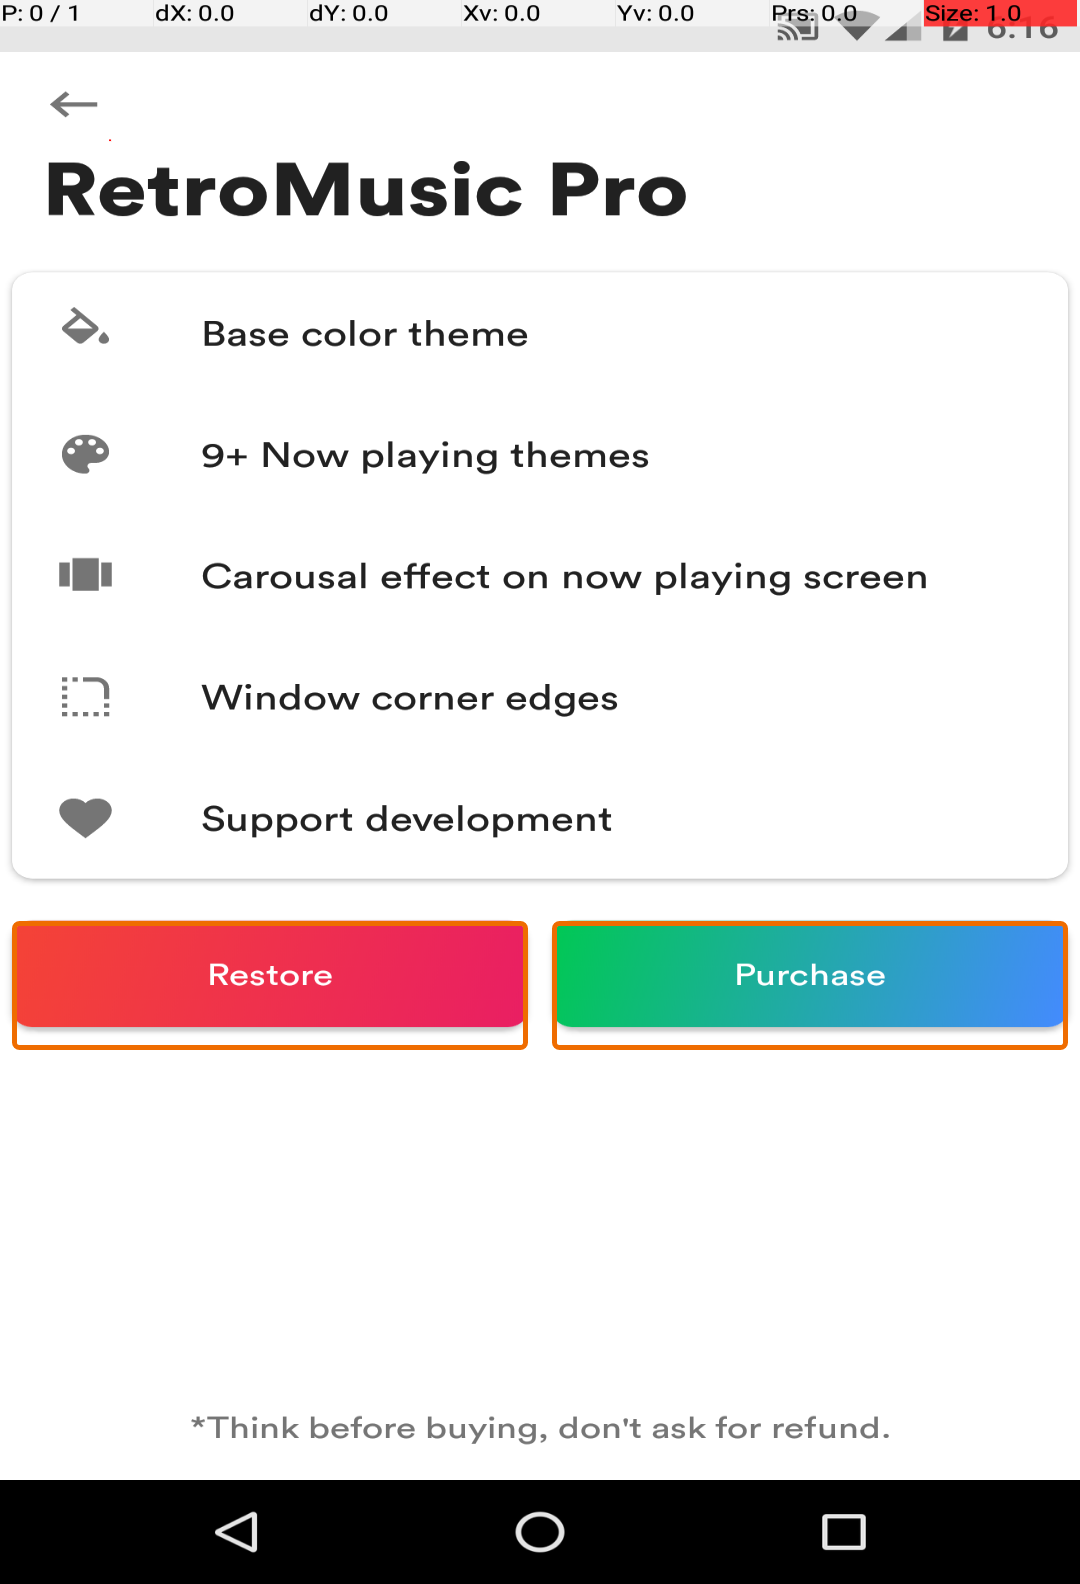 P: 0 / 1 dX: 0.0 dY: 0.0 Xv: 0.0 Yv: 0.0 Prs: 0.0 Size: 1.0
6:16
RetroMusic Pro
Base color theme
9+ Now playing themes
Carousal effect on now playing screen
Window corner edges
Support development
Restore Purchase
*Think before buying, don't ask for refund.